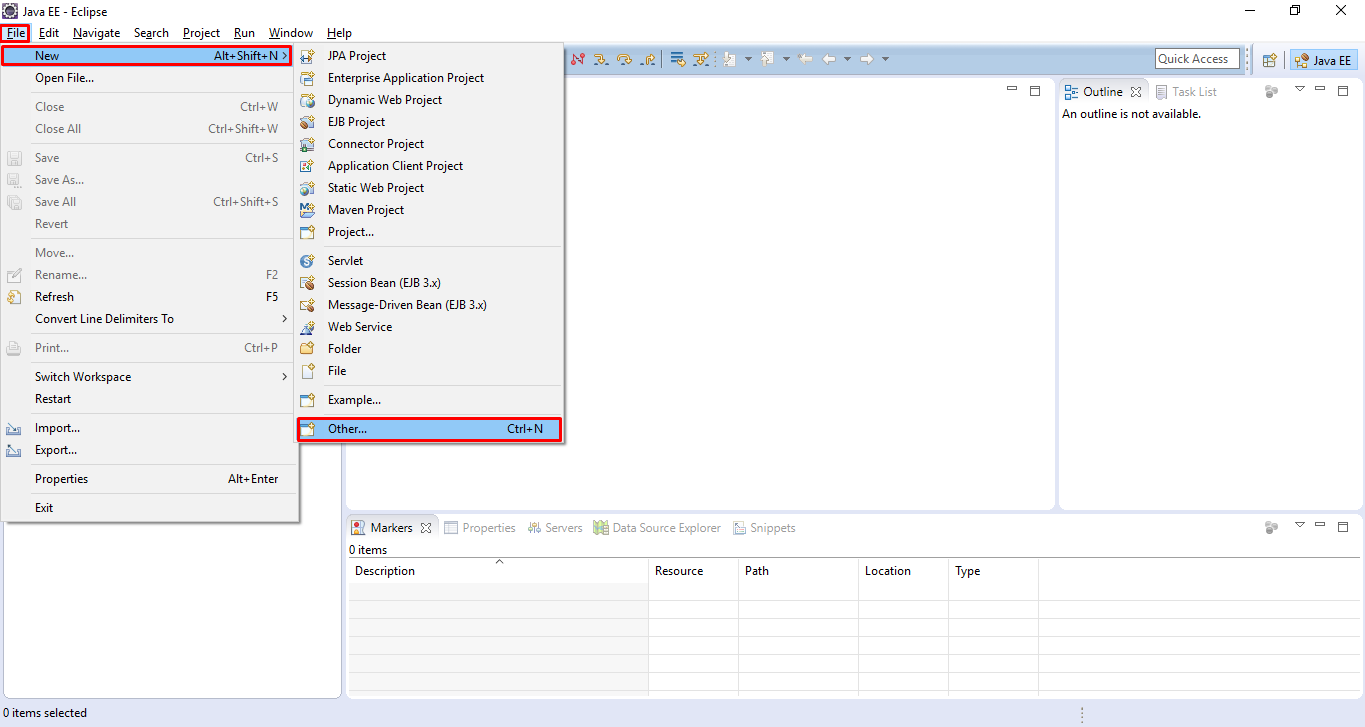 Java EE - Eclipse
File Edit Navigate Search Project Run Window Help
New Alt+Shift+N
Open File...
Close Ctrl+W
Close All Ctrl+Shift+W
Save Ctrl+S
Save As...
Save All Ctrl+Shift+S
Revert
Move...
Rename... F2
Refresh F5
Convert Line Delimiters To
Print... Ctrl+P
Switch Workspace
Restart
Import...
Export...
Properties Alt+Enter
Exit
JPA Project
Enterprise Application Project
Dynamic Web Project
EJB Project
Connector Project
Application Client Project
Static Web Project
Maven Project
Project...
Servlet
Session Bean (EJB 3.x)
Message-Driven Bean (EJB 3.x)
Web Service
Folder
File
Example...
Other... Ctrl+N
Quick Access Java EE
Outline Task List
An outline is not available.
Markers Properties Servers Data Source Explorer Snippets
0 items
Description Resource Path Location Type
0 items selected